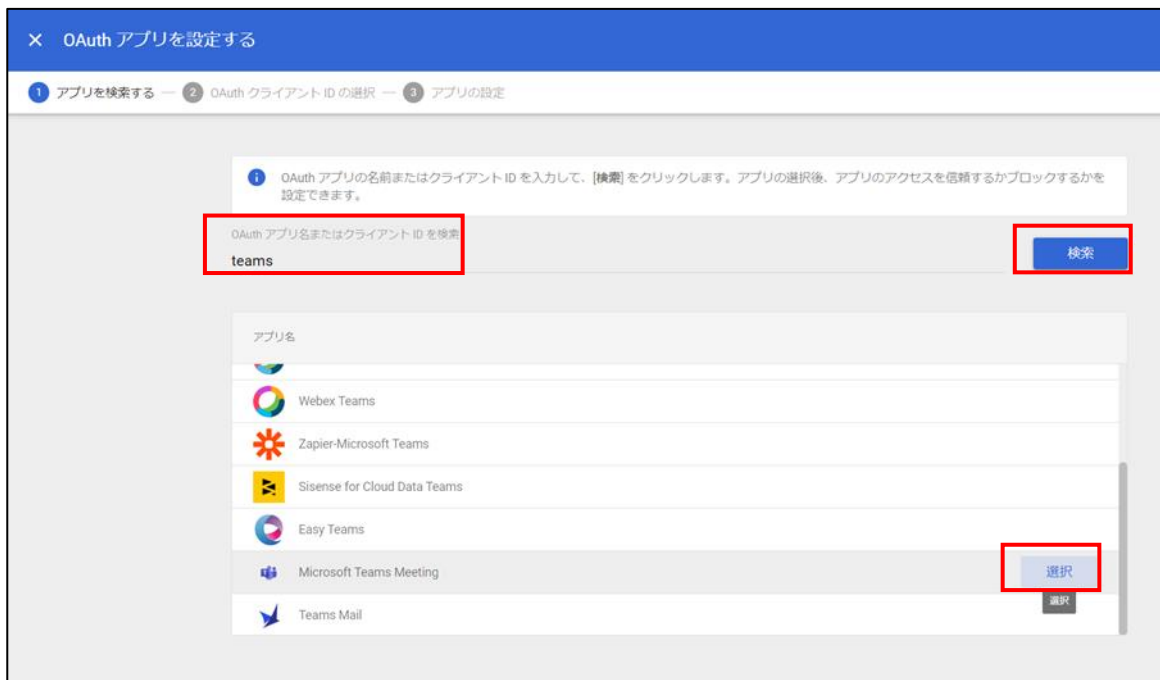 × OAuth アプリを設定する
1 アプリを検索する — 2 OAuth クライアント ID の選択 — 3 アプリの設定
OAuth アプリの名前またはクライアント ID を入力して、[検索] をクリックします。アプリの選択後、アプリのアクセスを信頼するかブロックするかを
設定できます。
OAuth アプリ名またはクライアント ID を検索
teams
検索
アプリ名
Webex Teams
Zapier-Microsoft Teams
Sisense for Cloud Data Teams
Easy Teams
Microsoft Teams Meeting
選択
選択
Teams Mail